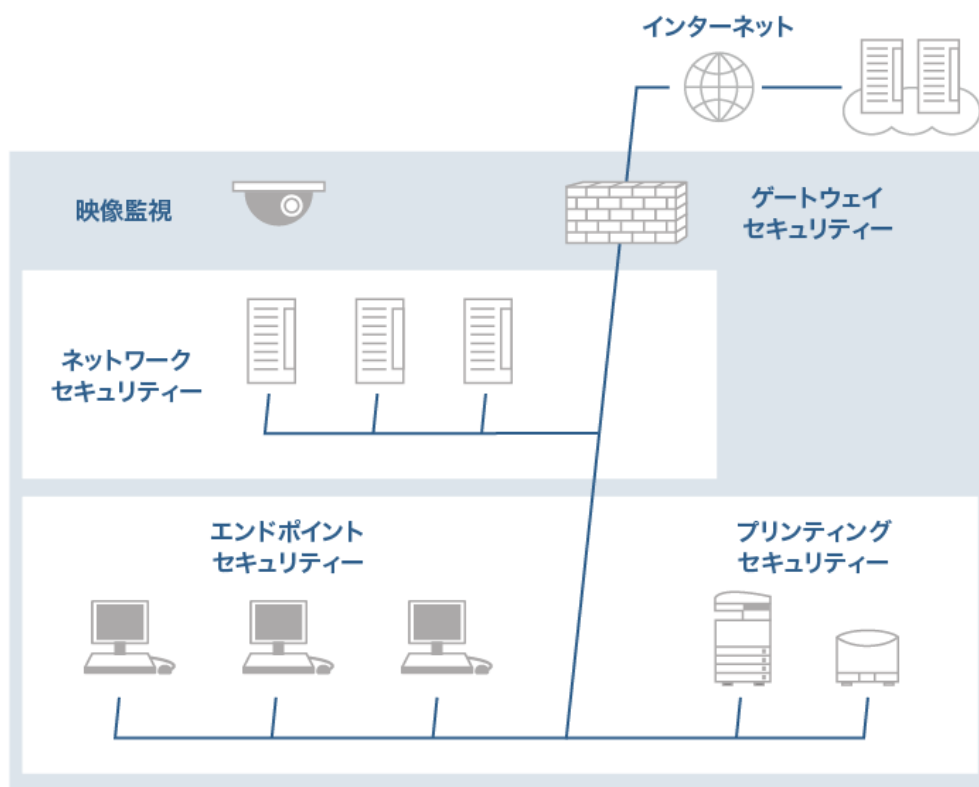 インターネット
映像監視
ゲートウェイ
セキュリティー
ネットワーク
セキュリティー
エンドポイント
セキュリティー
プリンティング
セキュリティー